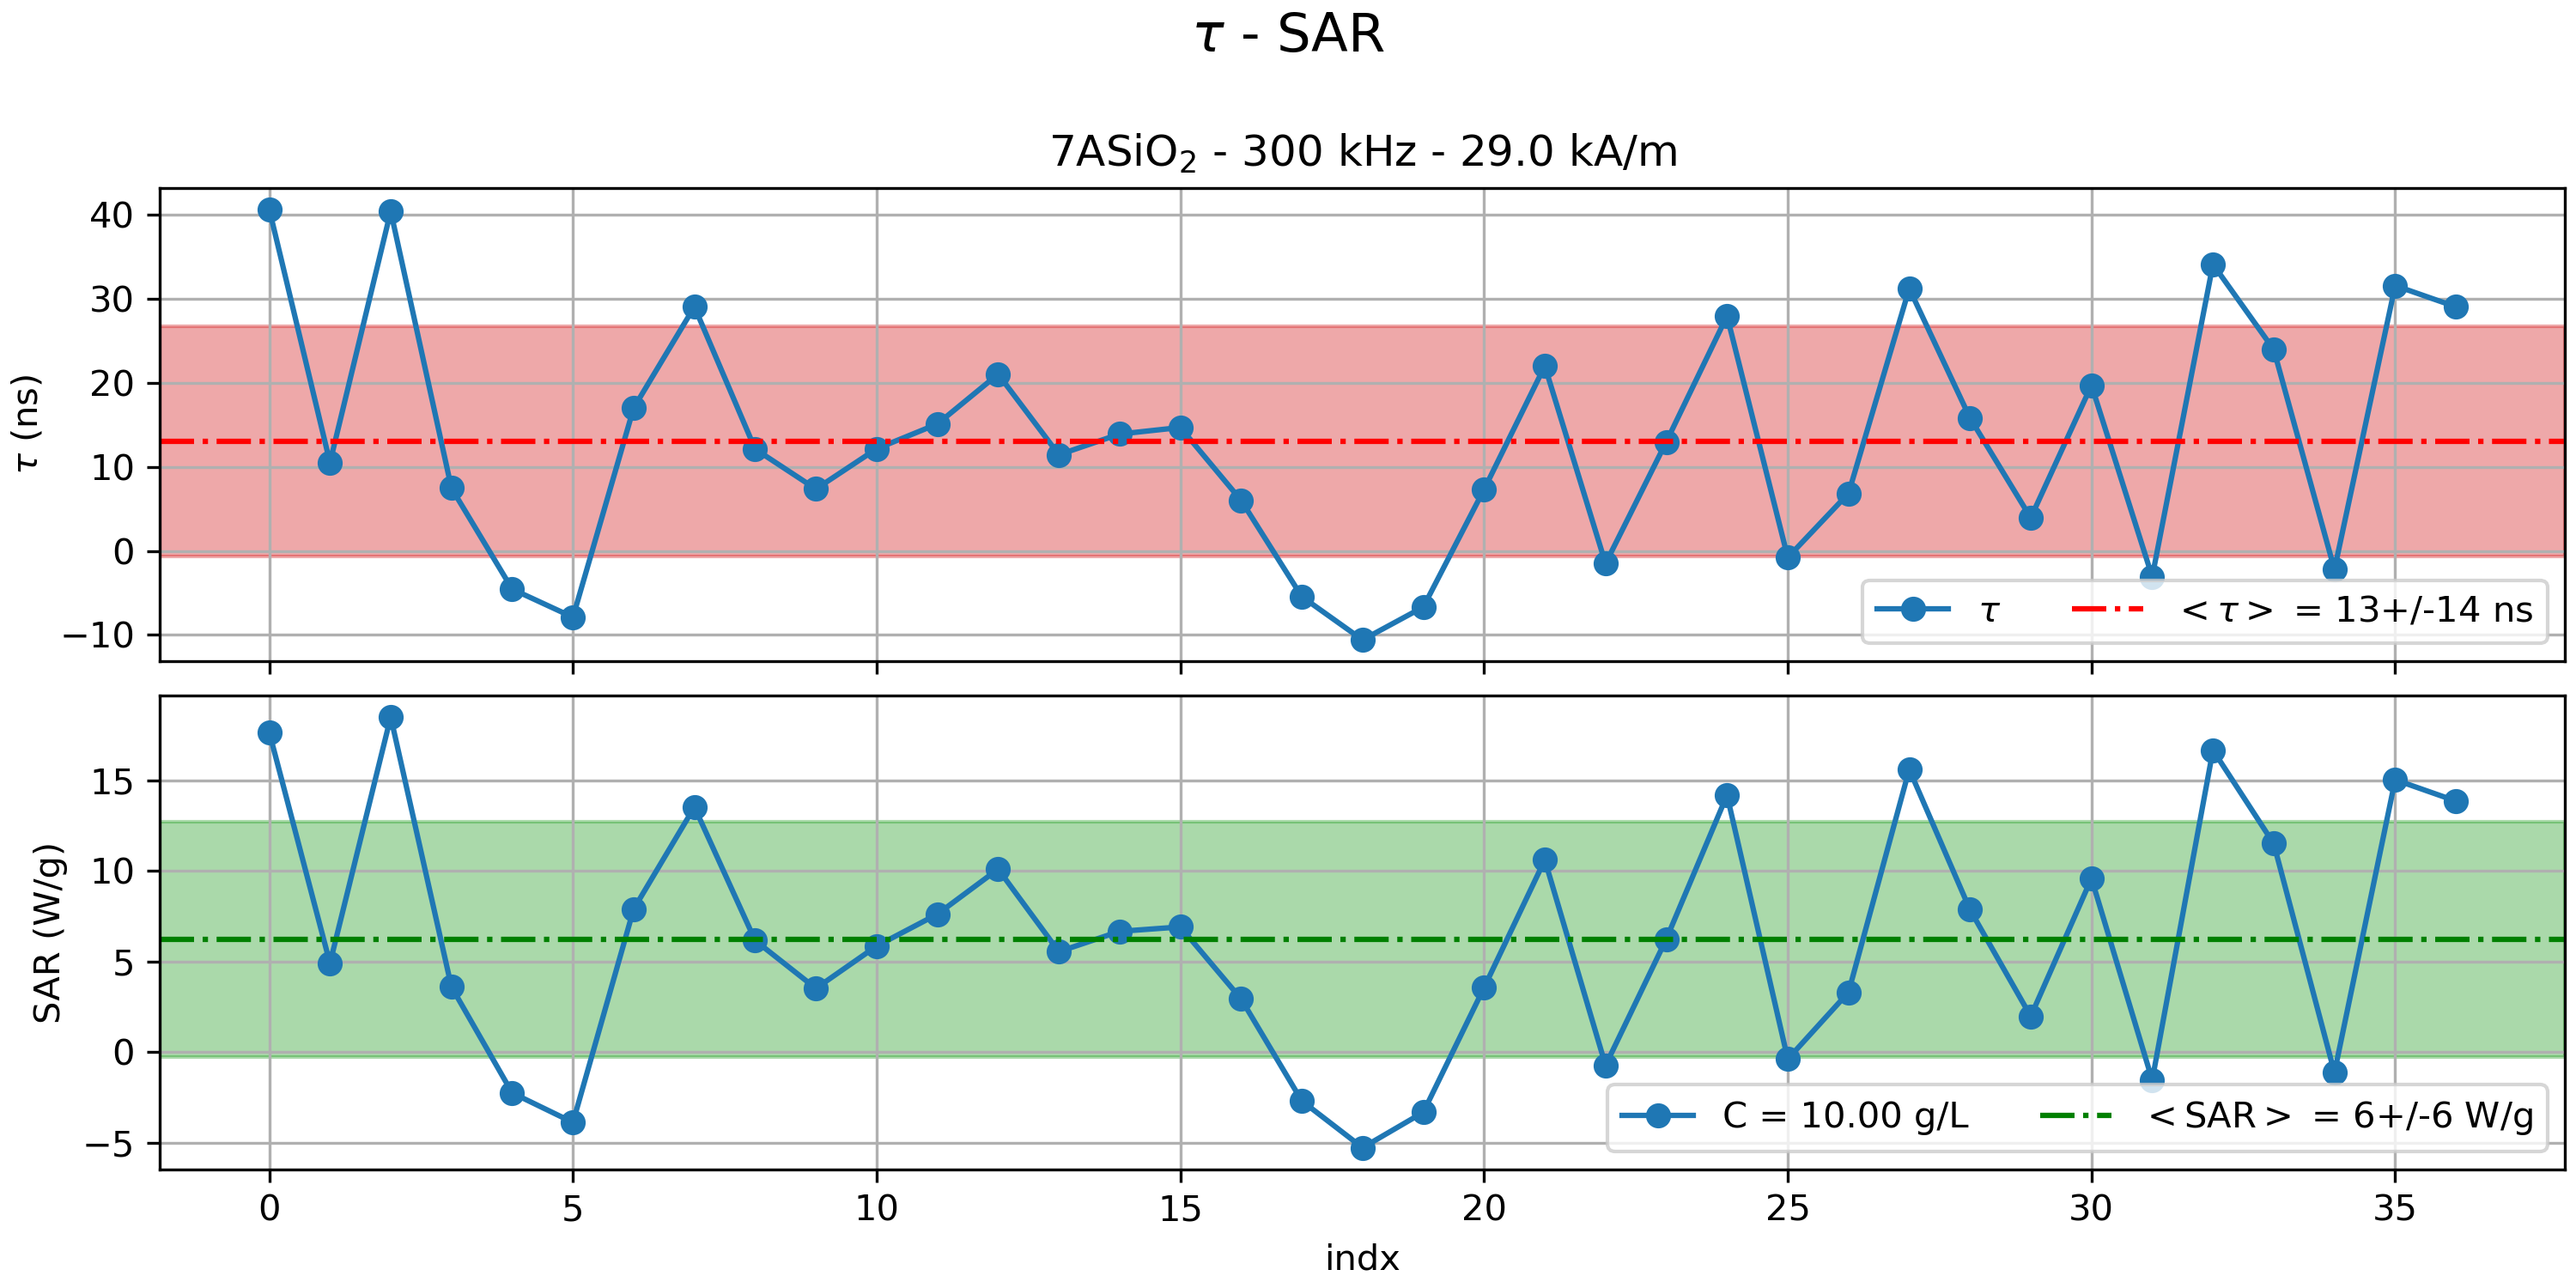 τ - SAR
7ASiO₂ - 300 kHz - 29.0 kA/m
40
30
20
10
0
−10
τ (ns)
τ
<τ> = 13+/-14 ns
15
10
5
0
−5
SAR (W/g)
C = 10.00 g/L
<SAR> = 6+/-6 W/g
0 5 10 15 20 25 30 35
indx